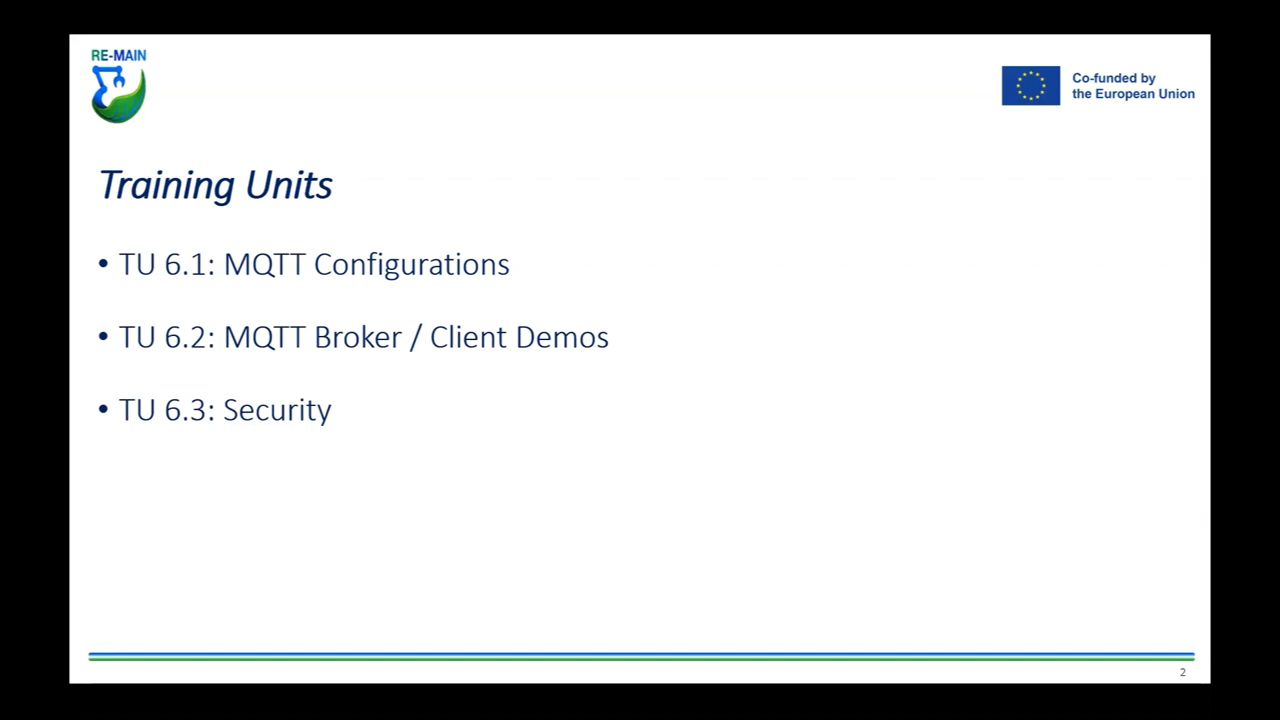 RE-MAIN
Co-funded by
the European Union
Training Units
• TU 6.1: MQTT Configurations
• TU 6.2: MQTT Broker / Client Demos
• TU 6.3: Security
2